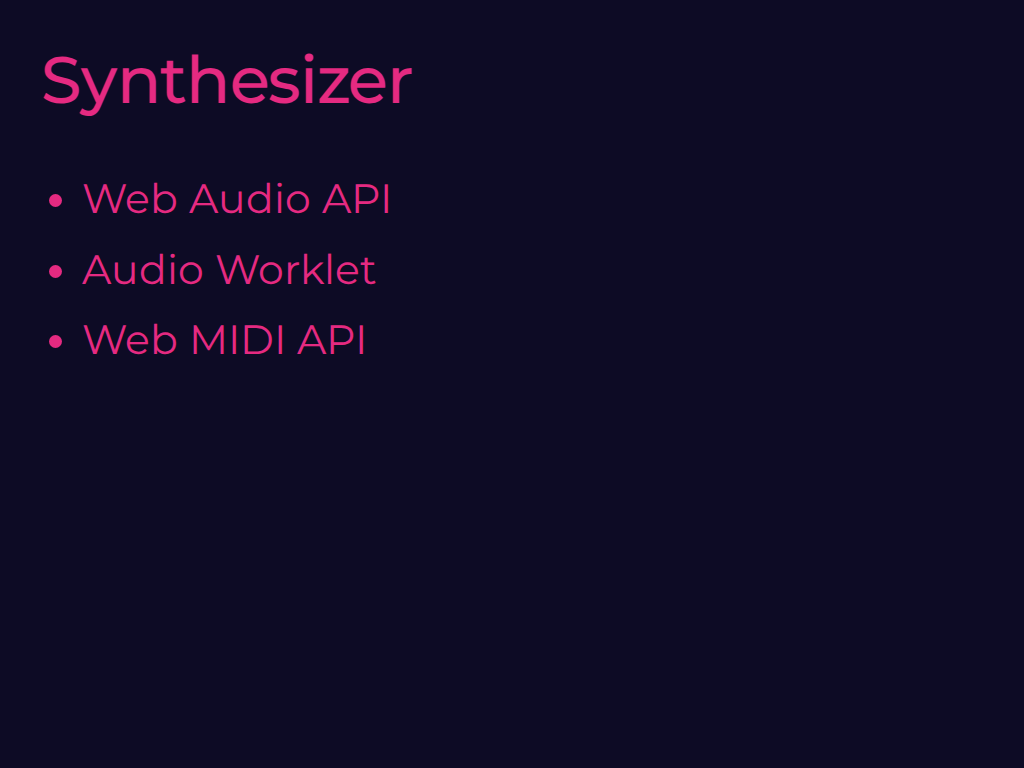 Synthesizer
• Web Audio API
• Audio Worklet
• Web MIDI API